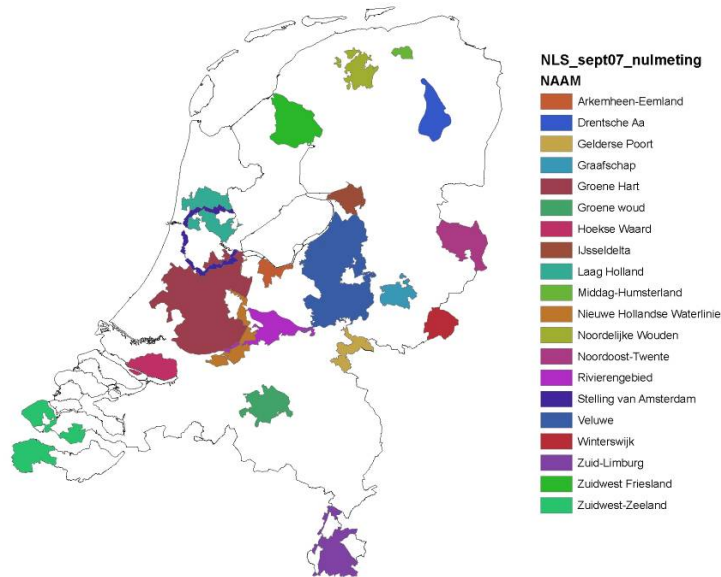 NLS_sept07_nulmeting
NAAM
Arkemheen-Eemland
Drentsche Aa
Gelderse Poort
Graafschap
Groene Hart
Groene woud
Hoekse Waard
IJsseldelta
Laag Holland
Middag-Humsterland
Nieuwe Hollandse Waterlinie
Noordelijke Wouden
Noordoost-Twente
Rivierengebied
Stelling van Amsterdam
Veluwe
Winterswijk
Zuid-Limburg
Zuidwest Friesland
Zuidwest-Zeeland